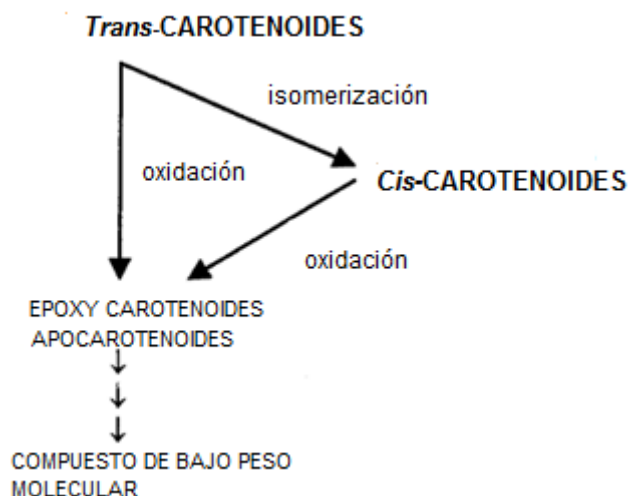 Trans-CAROTENOIDES
isomerización
oxidación
Cis-CAROTENOIDES
oxidación
EPOXY CAROTENOIDES
APOCAROTENOIDES
COMPUESTO DE BAJO PESO
MOLECULAR